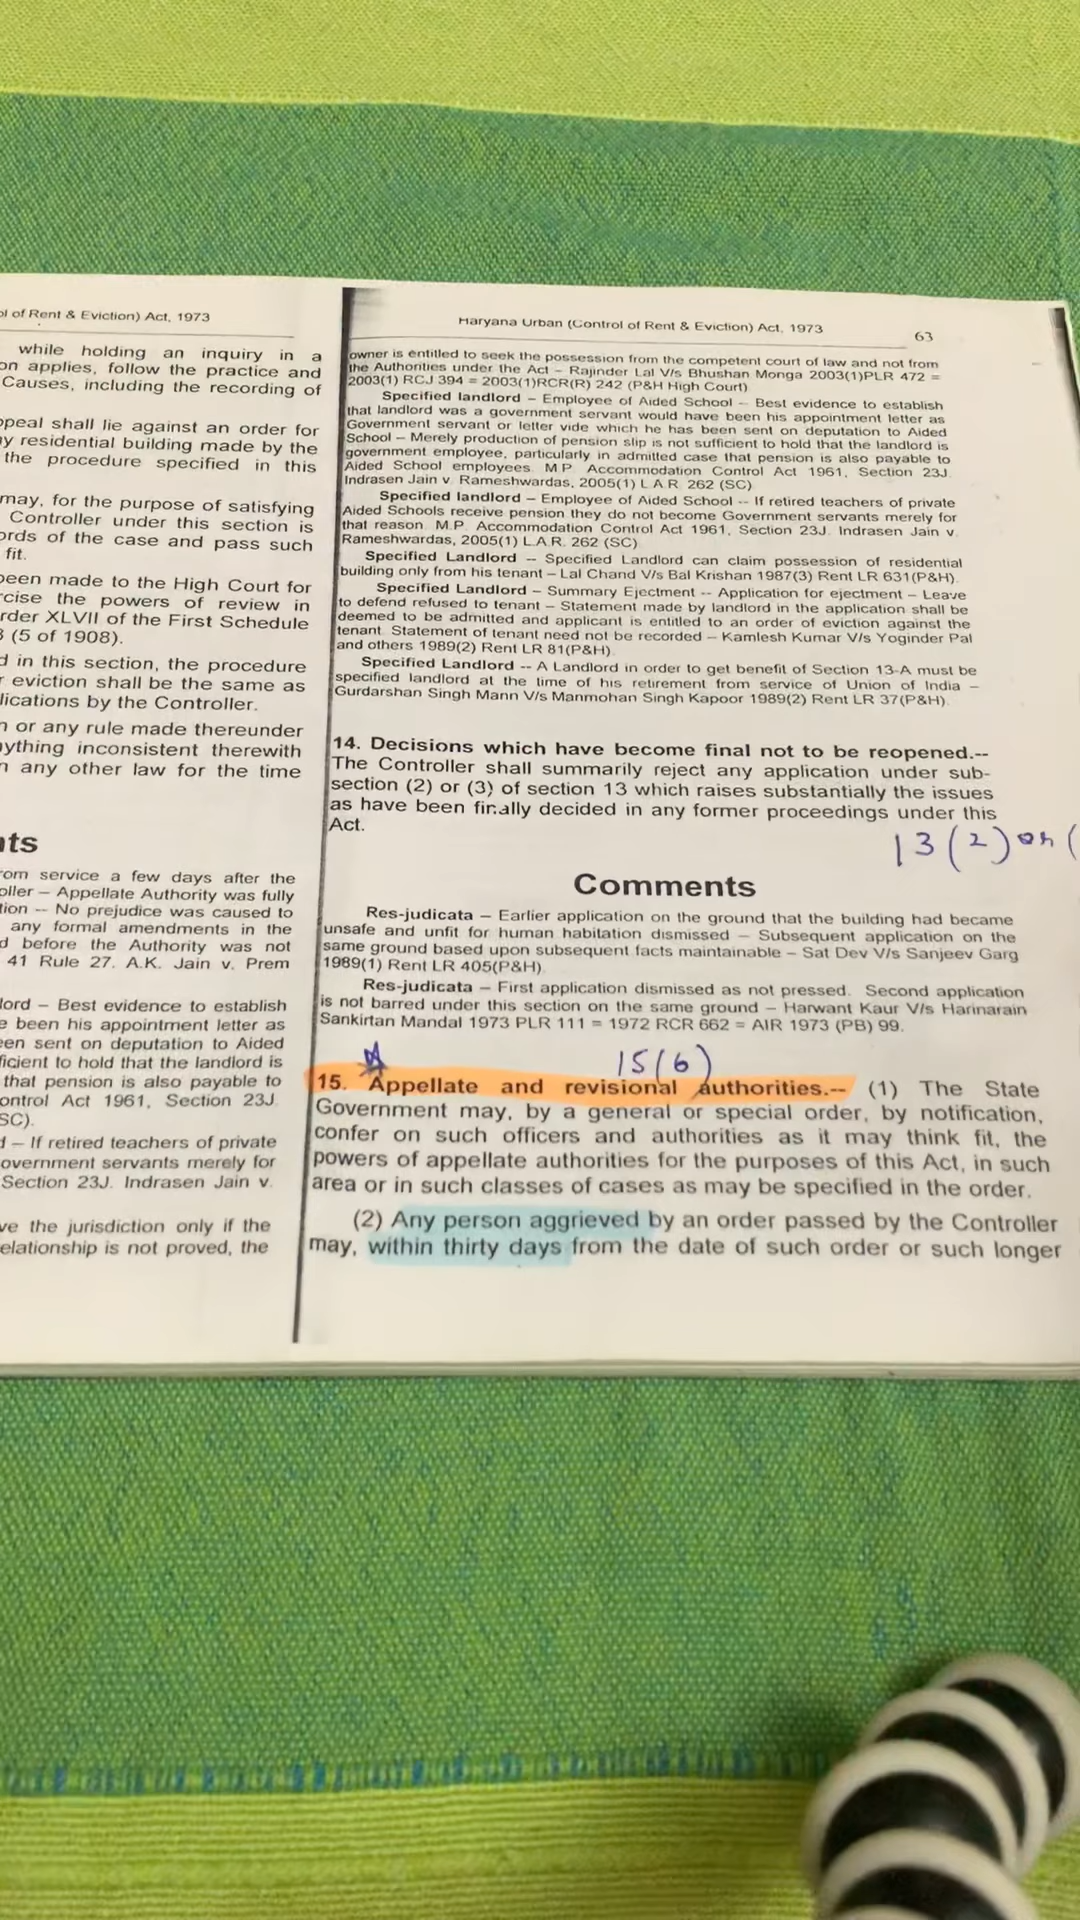 ol of Rent & Eviction) Act, 1973
while holding an inquiry in a
on applies, follow the practice and
Causes, including the recording of
ppeal shall lie against an order for
ny residential building made by the
the procedure specified in this
may, for the purpose of satisfying
Controller under this section is
ords of the case and pass such
fit.
been made to the High Court for
rcise the powers of review in
rder XLVII of the First Schedule
(5 of 1908).
d in this section, the procedure
r eviction shall be the same as
lications by the Controller.
n or any rule made thereunder
nything inconsistent therewith
n any other law for the time
nts
rom service a few days after the
oller – Appellate Authority was fully
tion -- No prejudice was caused to
any formal amendments in the
d before the Authority was not
41 Rule 27. A.K. Jain v. Prem
lord – Best evidence to establish
e been his appointment letter as
een sent on deputation to Aided
ficient to hold that the landlord is
that pension is also payable to
ontrol Act 1961, Section 23J.
SC).
d – If retired teachers of private
overnment servants merely for
Section 23J. Indrasen Jain v.
ve the jurisdiction only if the
elationship is not proved, the
Haryana Urban (Control of Rent & Eviction) Act, 1973
63
owner is entitled to seek the possession from the competent court of law and not from
the Authorities under the Act – Rajinder Lal V/s Bhushan Monga 2003(1)PLR 472 =
2003(1) RCJ 394 = 2003(1)RCR(R) 242 (P&H High Court)
Specified landlord – Employee of Aided School -- Best evidence to establish
that landlord was a government servant would have been his appointment letter as
Government servant or letter vide which he has been sent on deputation to Aided
School – Merely production of pension slip is not sufficient to hold that the landlord is
government employee, particularly in admitted case that pension is also payable to
Aided School employees. M.P. Accommodation Control Act 1961, Section 23J.
Indrasen Jain v. Rameshwardas, 2005(1) L.A.R. 262 (SC)
Specified landlord – Employee of Aided School -- If retired teachers of private
Aided Schools receive pension they do not become Government servants merely for
that reason. M.P. Accommodation Control Act 1961, Section 23J. Indrasen Jain v.
Rameshwardas, 2005(1) L.A.R. 262 (SC)
Specified Landlord -- Specified Landlord can claim possession of residential
building only from his tenant – Lal Chand V/s Bal Krishan 1987(3) Rent LR 631(P&H).
Specified Landlord – Summary Ejectment -- Application for ejectment – Leave
to defend refused to tenant – Statement made by landlord in the application shall be
deemed to be admitted and applicant is entitled to an order of eviction against the
tenant. Statement of tenant need not be recorded – Kamlesh Kumar V/s Yoginder Pal
and others 1989(2) Rent LR 81(P&H).
Specified Landlord -- A Landlord in order to get benefit of Section 13-A must be
specified landlord at the time of his retirement from service of Union of India –
Gurdarshan Singh Mann V/s Manmohan Singh Kapoor 1989(2) Rent LR 37(P&H).
14. Decisions which have become final not to be reopened.--
The Controller shall summarily reject any application under sub-
section (2) or (3) of section 13 which raises substantially the issues
as have been finally decided in any former proceedings under this
Act.
13(2) or (
Comments
Res-judicata – Earlier application on the ground that the building had became
unsafe and unfit for human habitation dismissed – Subsequent application on the
same ground based upon subsequent facts maintainable – Sat Dev V/s Sanjeev Garg
1989(1) Rent LR 405(P&H).
Res-judicata – First application dismissed as not pressed. Second application
is not barred under this section on the same ground – Harwant Kaur V/s Harinarain
Sankirtan Mandal 1973 PLR 111 = 1972 RCR 662 = AIR 1973 (PB) 99.
15(6)
15. Appellate and revisional authorities.-- (1) The State
Government may, by a general or special order, by notification,
confer on such officers and authorities as it may think fit, the
powers of appellate authorities for the purposes of this Act, in such
area or in such classes of cases as may be specified in the order.
(2) Any person aggrieved by an order passed by the Controller
may, within thirty days from the date of such order or such longer